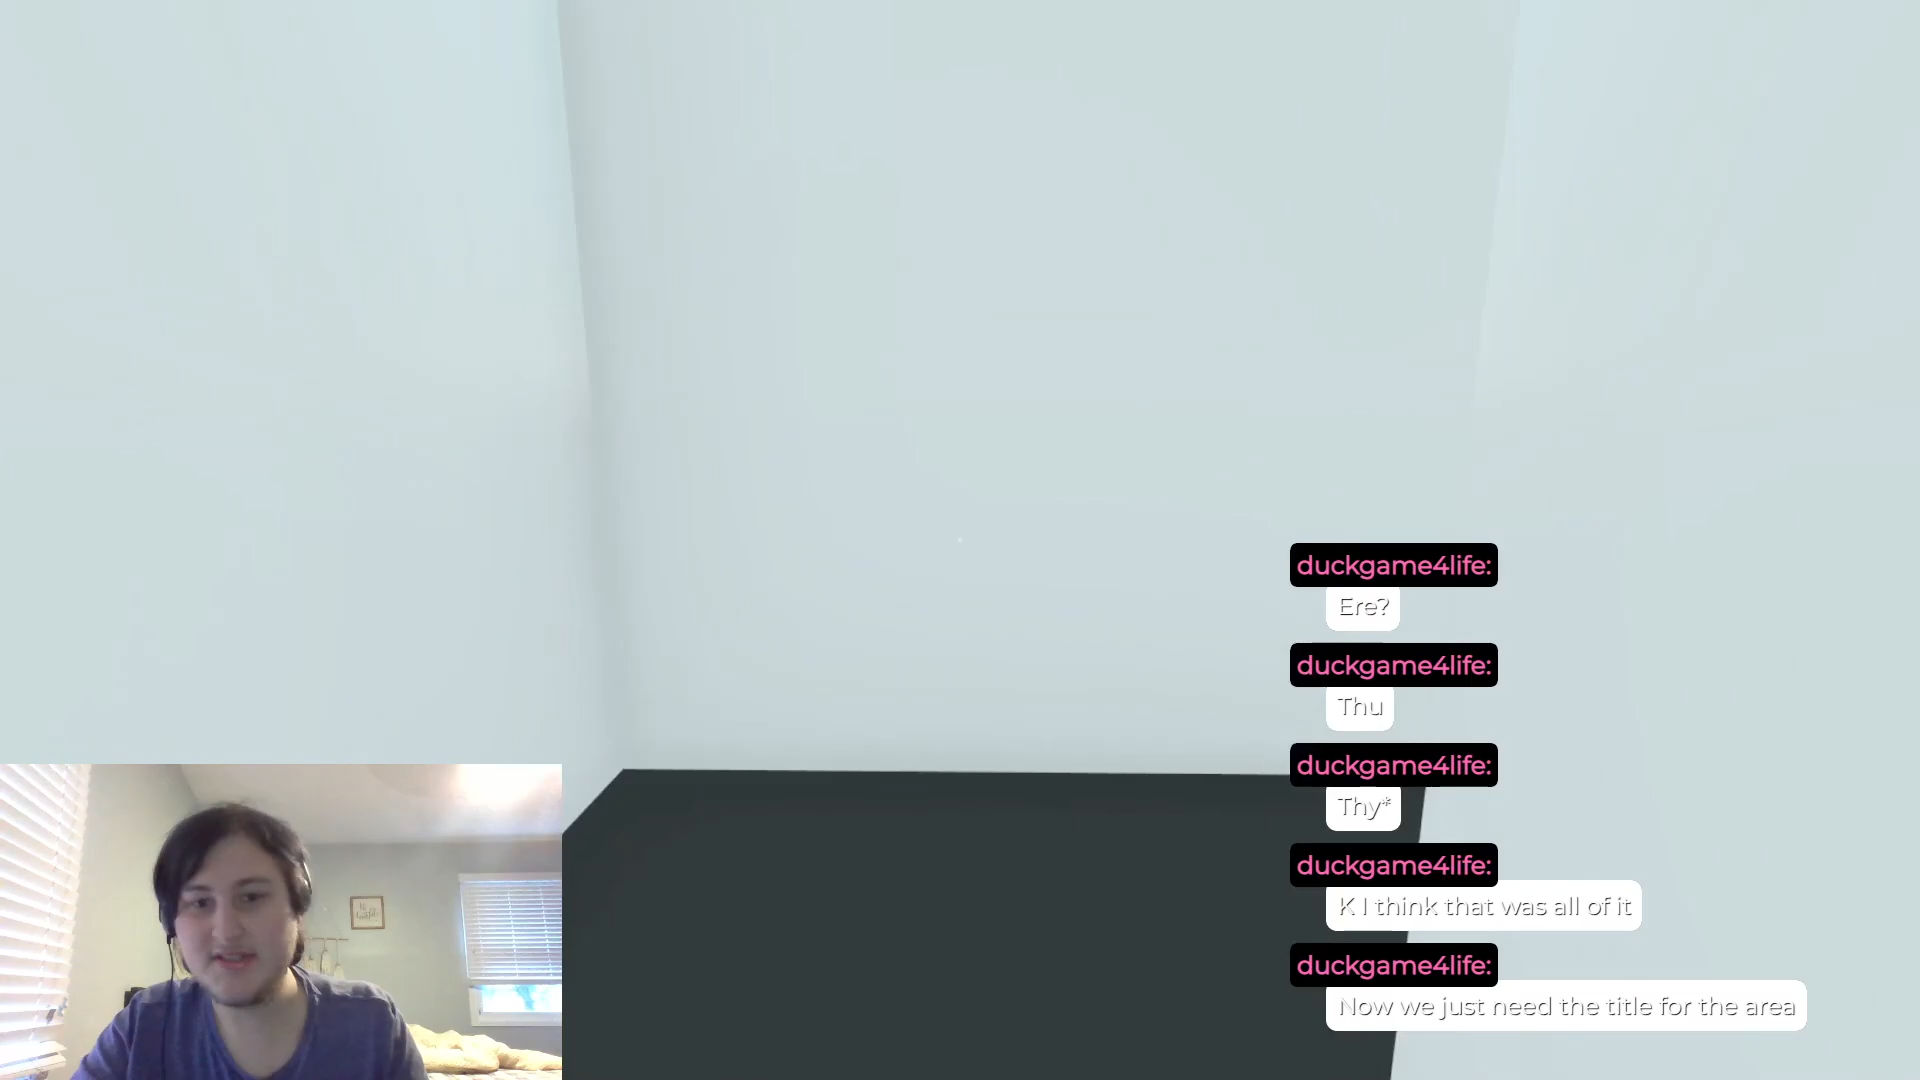 duckgame4life:
Ere?
duckgame4life:
Thu
duckgame4life:
Thy*
duckgame4life:
K I think that was all of it
duckgame4life:
Now we just need the title for the area